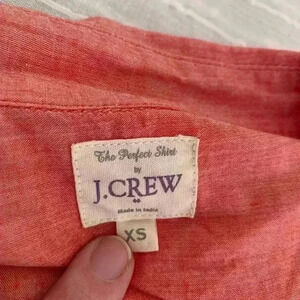 The Perfect Shirt
by
J.CREW
Made in India
XS